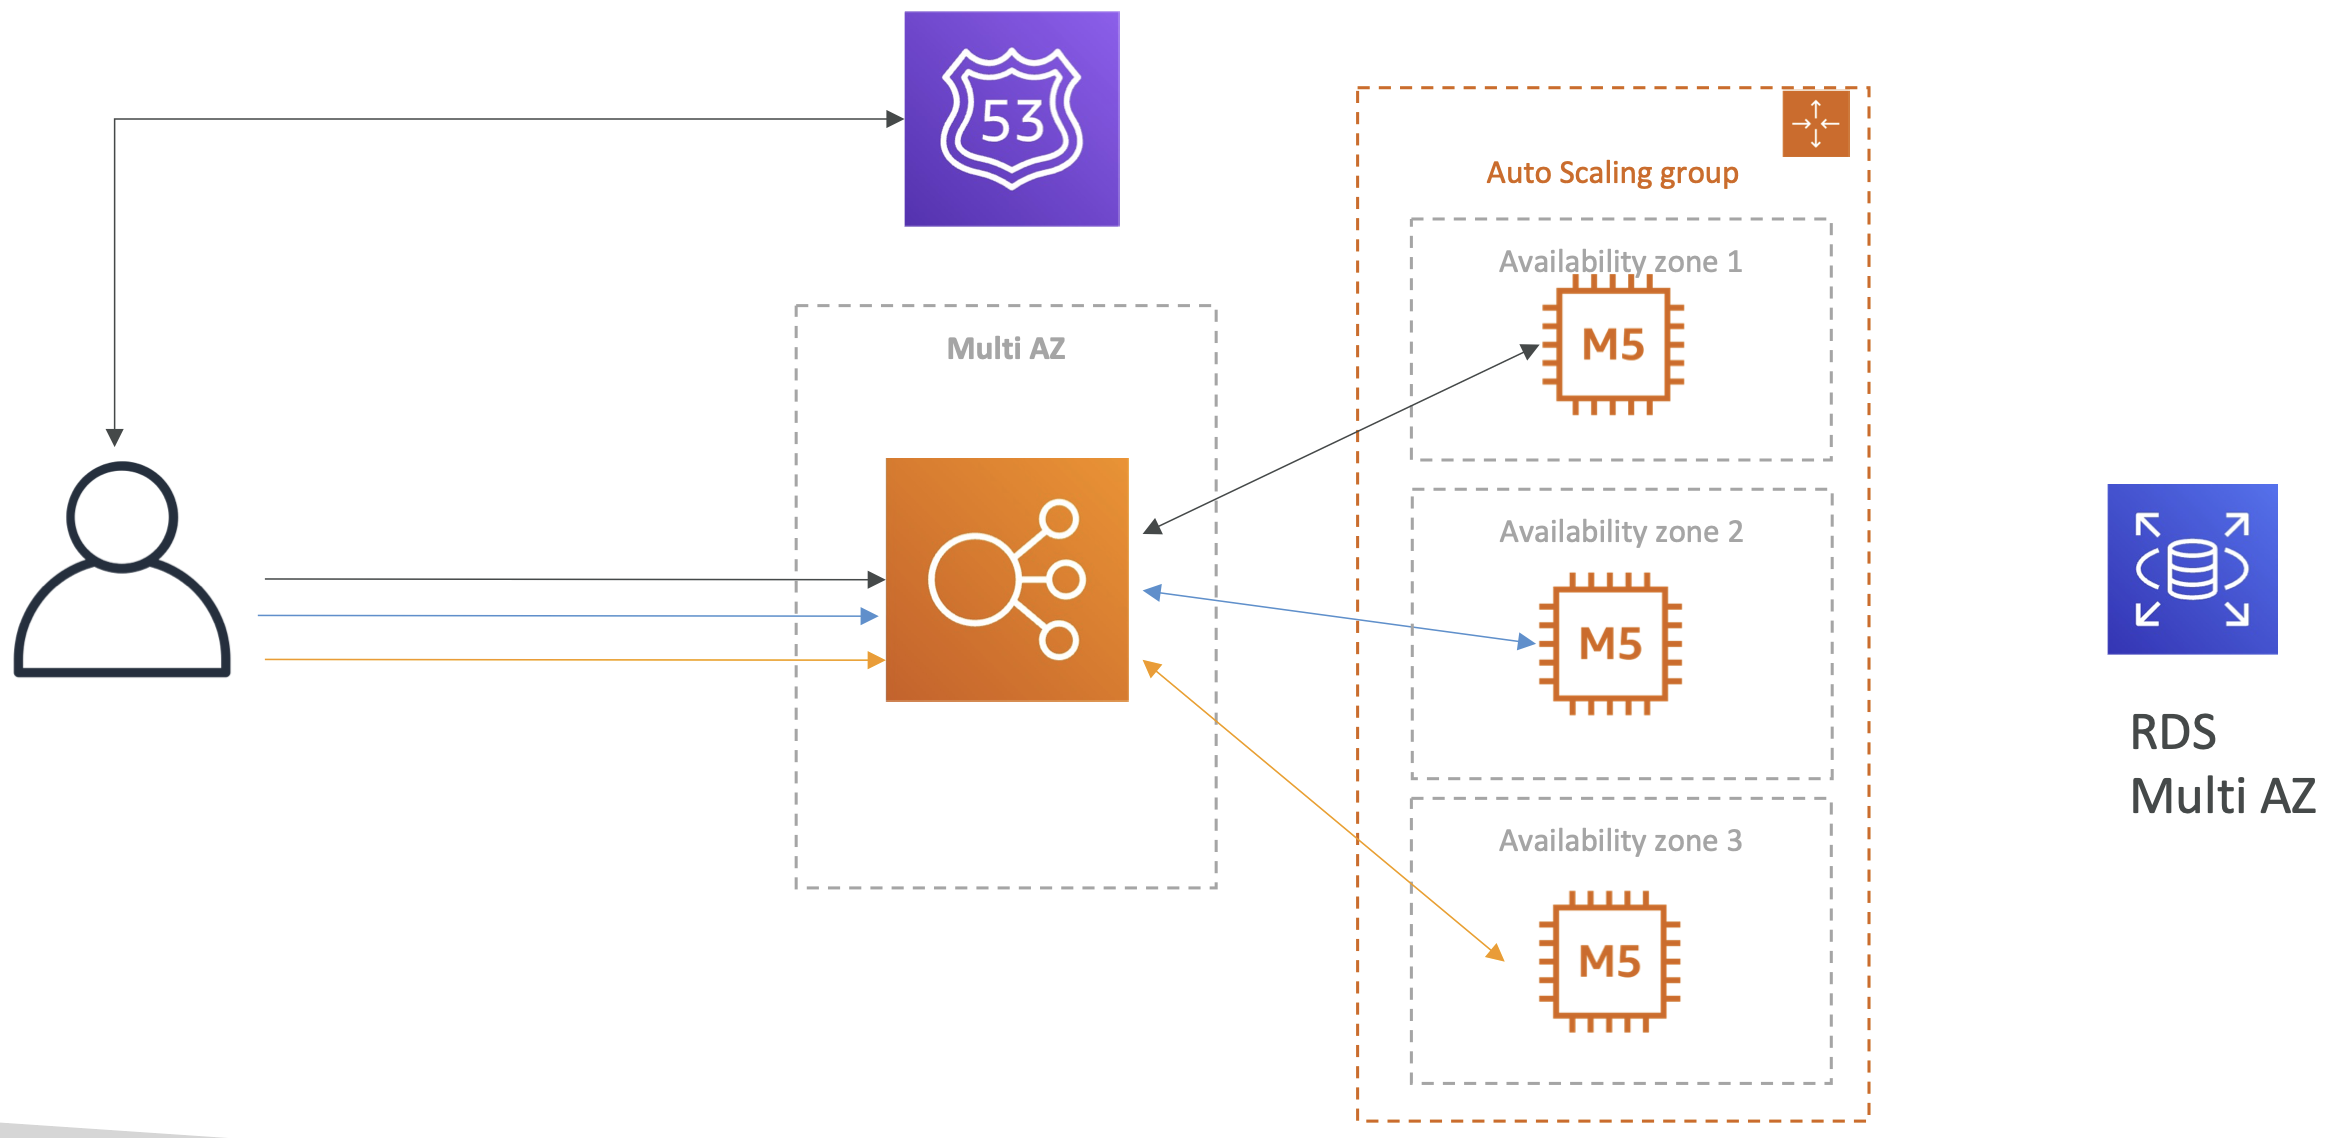 53
Auto Scaling group
Availability zone 1
M5
Multi AZ
Availability zone 2
M5
Availability zone 3
M5
RDS
Multi AZ